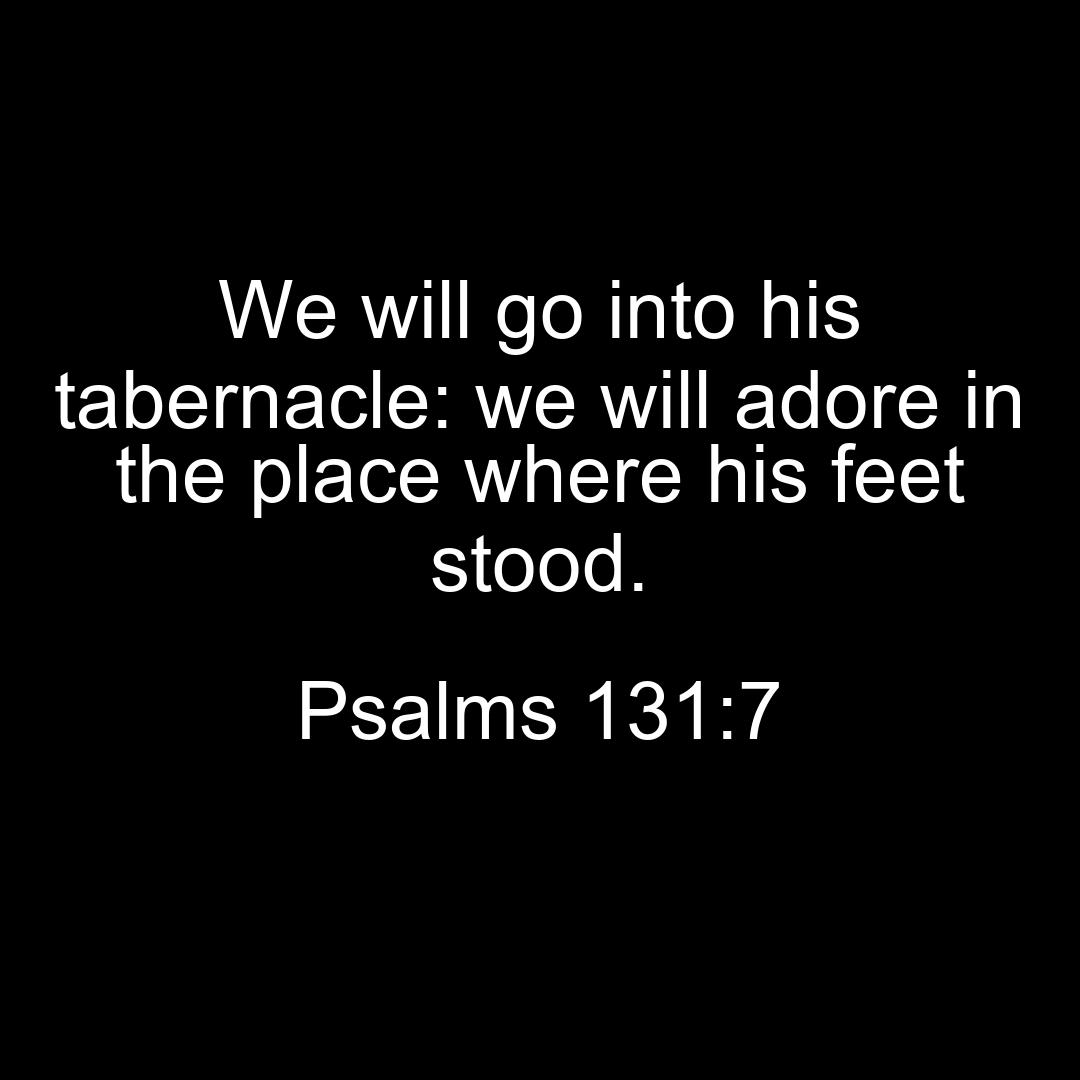 We will go into his
tabernacle: we will adore in
the place where his feet
stood.
Psalms 131:7